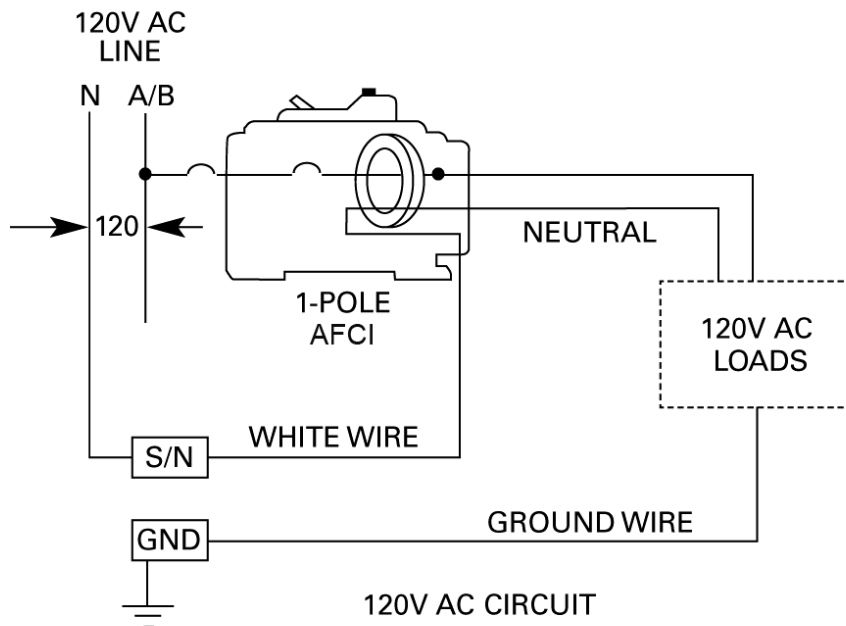 120V AC
LINE
N A/B
120
NEUTRAL
1-POLE
AFCI
120V AC
LOADS
WHITE WIRE
S/N
GROUND WIRE
GND
120V AC CIRCUIT